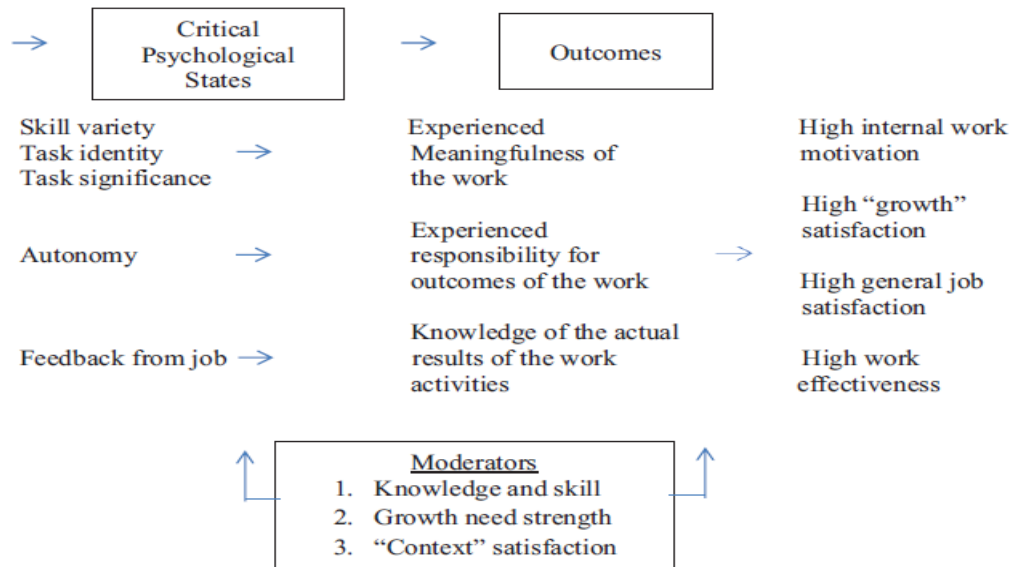 Critical
Psychological
States
Outcomes
Skill variety
Task identity
Task significance
Experienced
Meaningfulness of
the work
High internal work
motivation
Autonomy
Experienced
responsibility for
outcomes of the work
High “growth”
satisfaction
High general job
satisfaction
Feedback from job
Knowledge of the actual
results of the work
activities
High work
effectiveness
Moderators
1. Knowledge and skill
2. Growth need strength
3. “Context” satisfaction